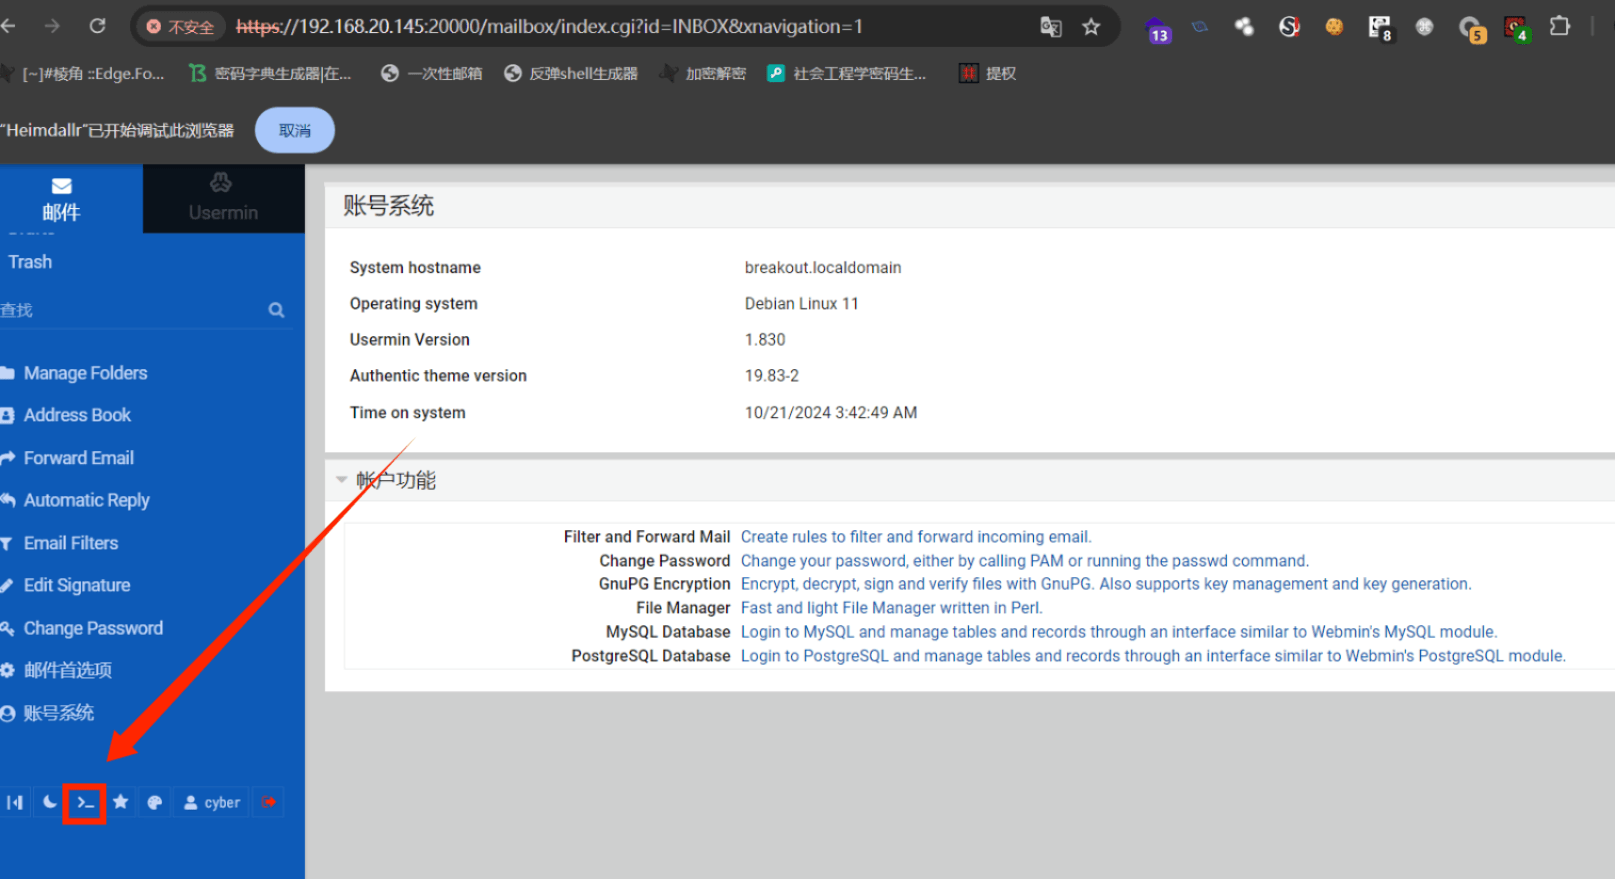 不安全 https://192.168.20.145:20000/mailbox/index.cgi?id=INBOX&xnavigation=1 13 8 5 4
[~]#棱角 ::Edge.Fo... 密码字典生成器|在... 一次性邮箱 反弹shell生成器 加密解密 社会工程学密码生... 提权
"Heimdallr"已开始调试此浏览器 取消
邮件 Usermin
Trash
查找
Manage Folders
Address Book
Forward Email
Automatic Reply
Email Filters
Edit Signature
Change Password
邮件首选项
账号系统
cyber
账号系统
System hostname breakout.localdomain
Operating system Debian Linux 11
Usermin Version 1.830
Authentic theme version 19.83-2
Time on system 10/21/2024 3:42:49 AM
帐户功能
Filter and Forward Mail Create rules to filter and forward incoming email.
Change Password Change your password, either by calling PAM or running the passwd command.
GnuPG Encryption Encrypt, decrypt, sign and verify files with GnuPG. Also supports key management and key generation.
File Manager Fast and light File Manager written in Perl.
MySQL Database Login to MySQL and manage tables and records through an interface similar to Webmin's MySQL module.
PostgreSQL Database Login to PostgreSQL and manage tables and records through an interface similar to Webmin's PostgreSQL module.